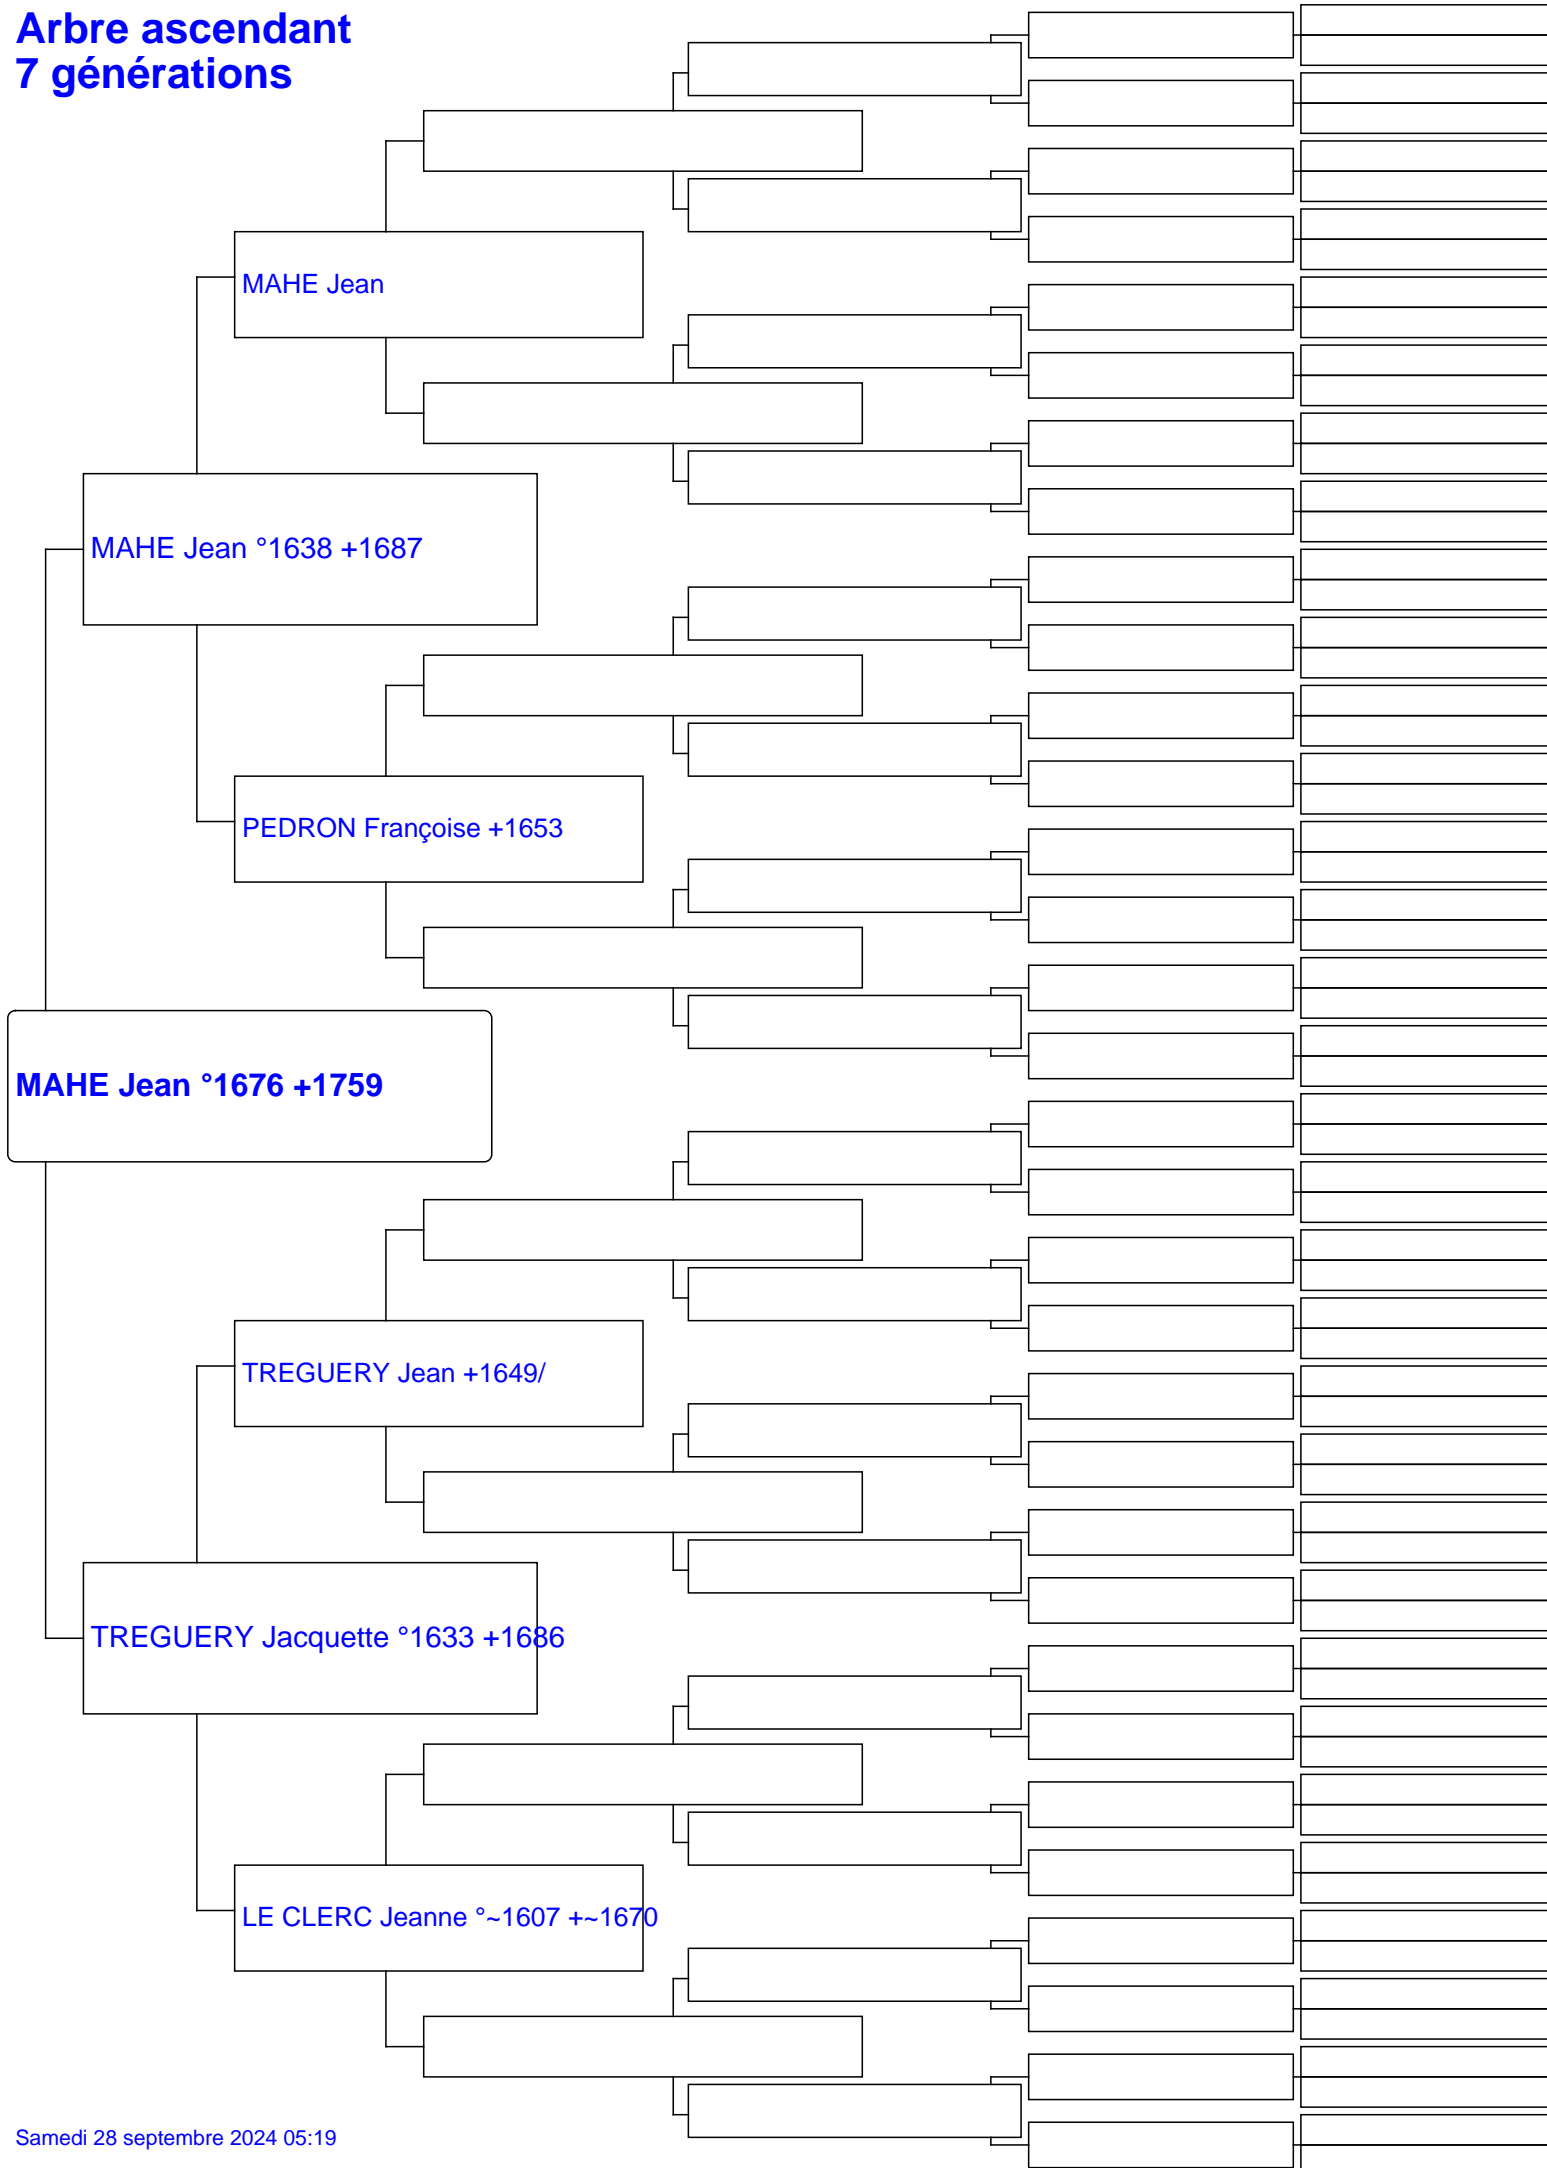 Arbre ascendant
7 générations
MAHE Jean
MAHE Jean °1638 +1687
PEDRON Françoise +1653
MAHE Jean °1676 +1759
TREGUERY Jean +1649/
TREGUERY Jacquette °1633 +1686
LE CLERC Jeanne °~1607 +~1670
Samedi 28 septembre 2024 05:19